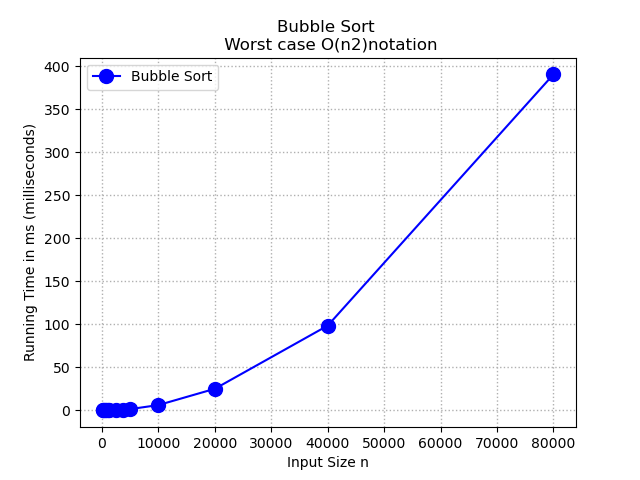 Bubble Sort
Worst case O(n2)notation
Bubble Sort
400
350
300
250
200
150
100
50
0
Running Time in ms (milliseconds)
0 10000 20000 30000 40000 50000 60000 70000 80000
Input Size n